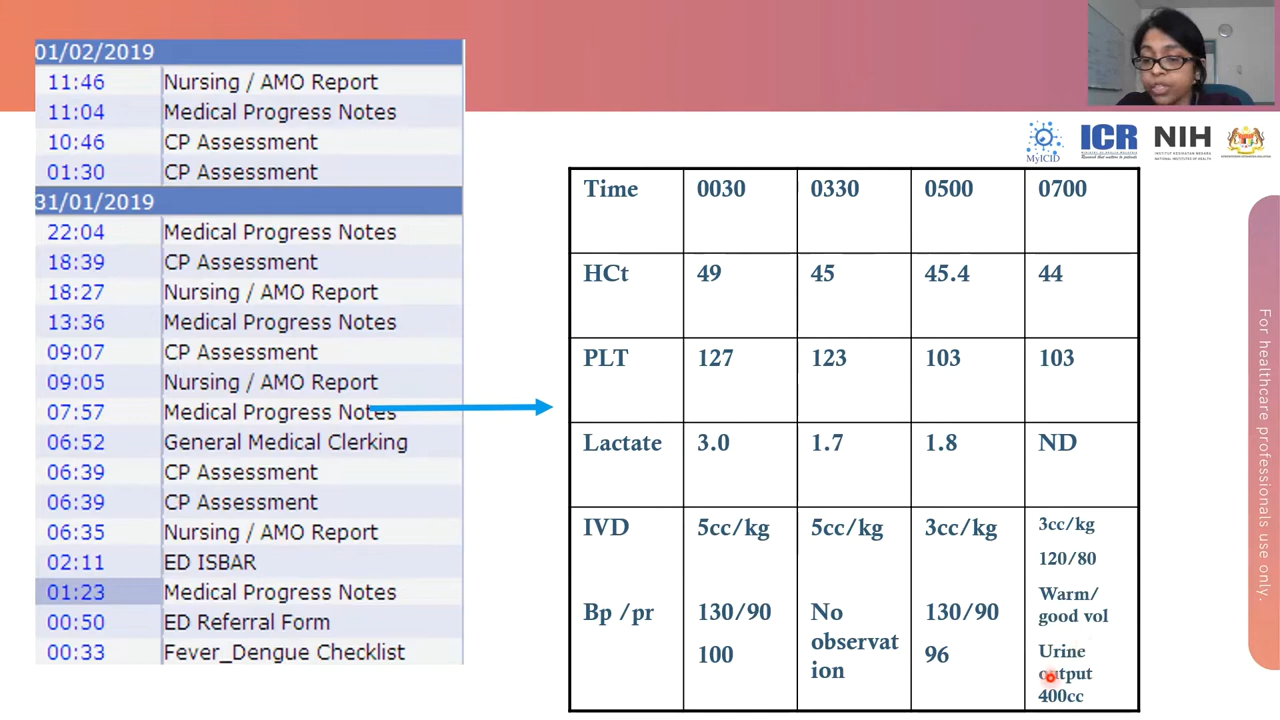 01/02/2019
11:46 Nursing / AMO Report
11:04 Medical Progress Notes
10:46 CP Assessment
01:30 CP Assessment
31/01/2019
22:04 Medical Progress Notes
18:39 CP Assessment
18:27 Nursing / AMO Report
13:36 Medical Progress Notes
09:07 CP Assessment
09:05 Nursing / AMO Report
07:57 Medical Progress Notes
06:52 General Medical Clerking
06:39 CP Assessment
06:39 CP Assessment
06:35 Nursing / AMO Report
02:11 ED ISBAR
01:23 Medical Progress Notes
00:50 ED Referral Form
00:33 Fever_Dengue Checklist
MyICID
ICR
NIH
Time 0030 0330 0500 0700
HCt 49 45 45.4 44
PLT 127 123 103 103
Lactate 3.0 1.7 1.8 ND
IVD 5cc/kg 5cc/kg 3cc/kg 3cc/kg
120/80
Bp /pr 130/90 No 130/90 Warm/
good vol
100 observat 96 Urine
ion output
400cc
For healthcare professionals use only.